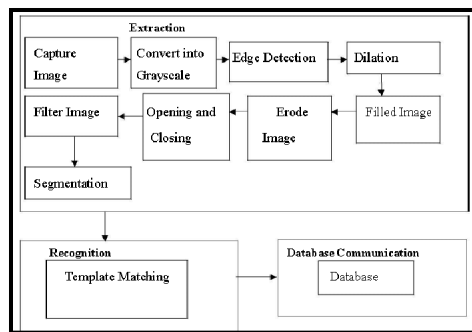 Extraction
Capture
Image
Convert into
Grayscale
Edge Detection
Dilation
Filled Image
Erode
Image
Opening and
Closing
Filter Image
Segmentation
Recognition
Template Matching
Database Communication
Database